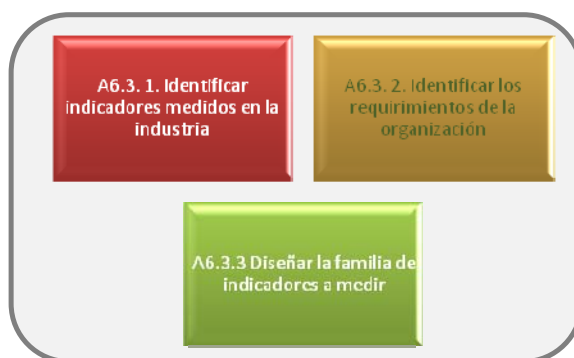 A6.3. 1. Identificar
indicadores medidos en la
industria
A6.3. 2. Identificar los
requirimientos de la
organización
A6.3.3 Diseñar la familia de
indicadores a medir